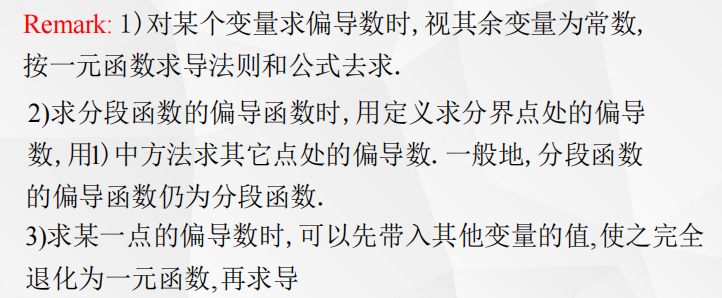 Remark: 1)对某个变量求偏导数时, 视其余变量为常数,
按一元函数求导法则和公式去求.
2)求分段函数的偏导函数时, 用定义求分界点处的偏导
数, 用1) 中方法求其它点处的偏导数. 一般地, 分段函数
的偏导函数仍为分段函数.
3)求某一点的偏导数时, 可以先带入其他变量的值, 使之完全
退化为一元函数, 再求导